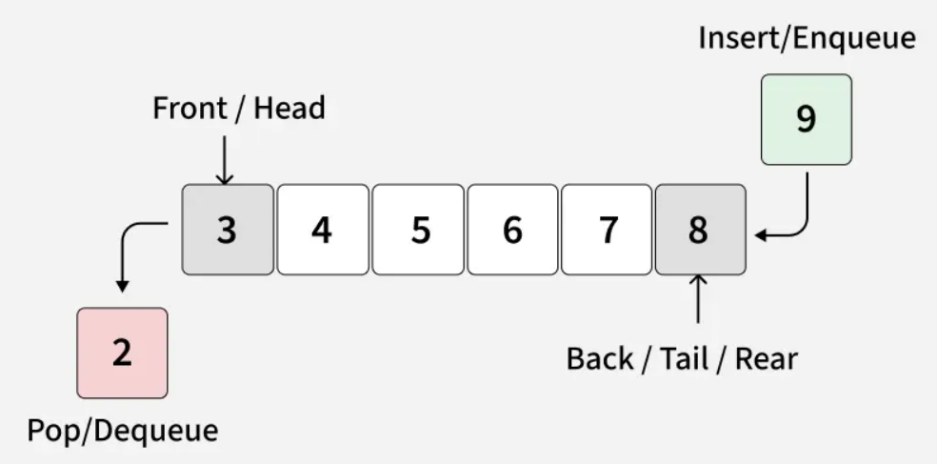 Insert/Enqueue
9
Front / Head
3 4 5 6 7 8
2
Back / Tail / Rear
Pop/Dequeue